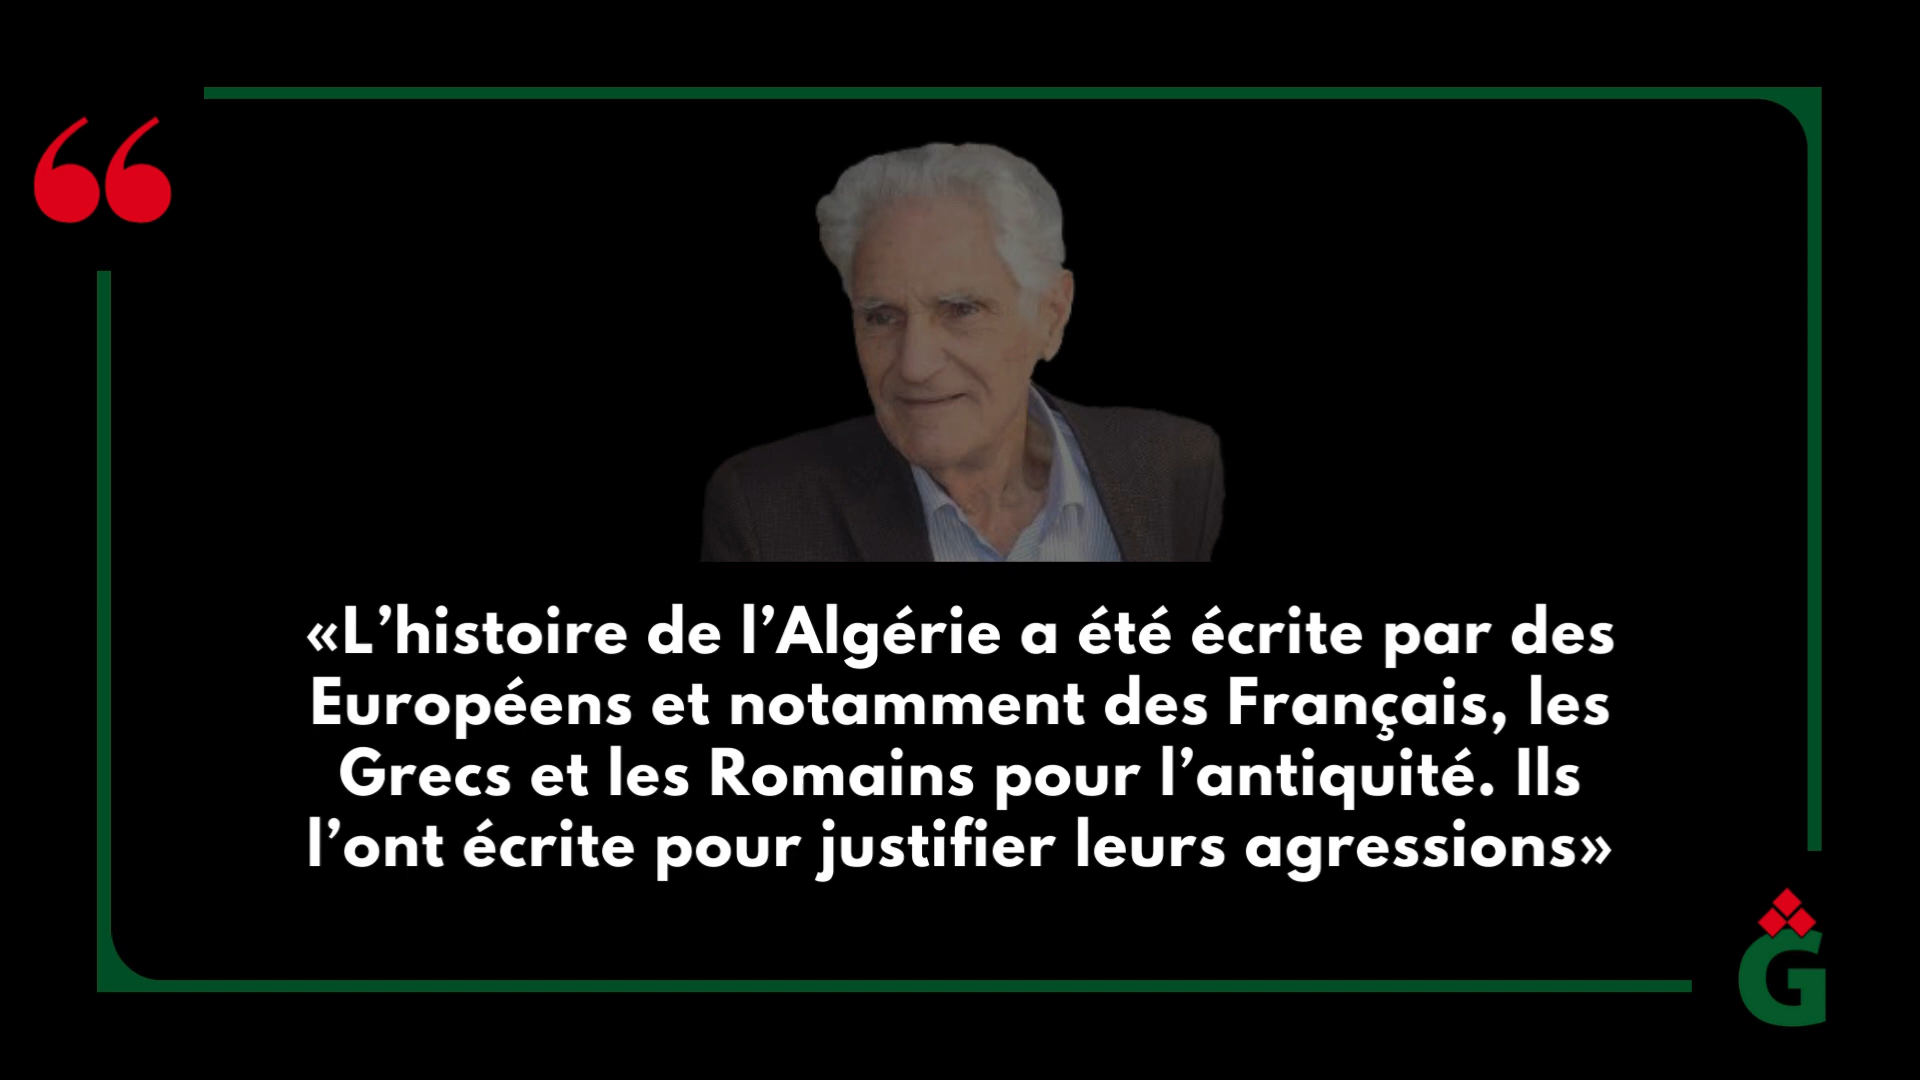 «L’histoire de l’Algérie a été écrite par des
Européens et notamment des Français, les
Grecs et les Romains pour l’antiquité. Ils
l’ont écrite pour justifier leurs agressions»
G